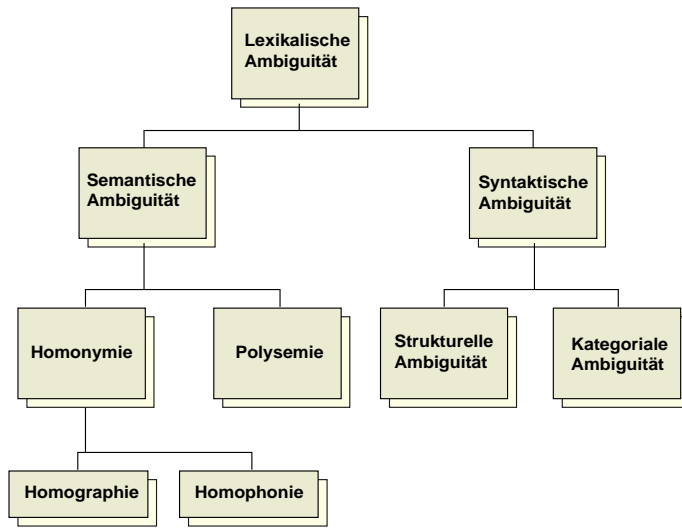 Lexikalische
Ambiguität
Semantische
Ambiguität
Syntaktische
Ambiguität
Homonymie
Polysemie
Strukturelle
Ambiguität
Kategoriale
Ambiguität
Homographie
Homophonie